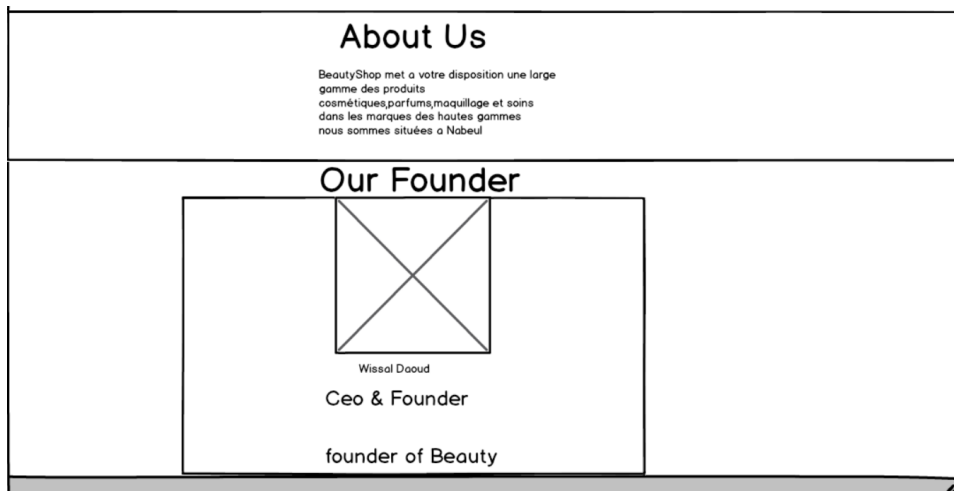 About Us
BeautyShop met a votre disposition une large
gamme des produits
cosmétiques,parfums,maquillage et soins
dans les marques des hautes gammes
nous sommes situées a Nabeul
Our Founder
Wissal Daoud
Ceo & Founder
founder of Beauty